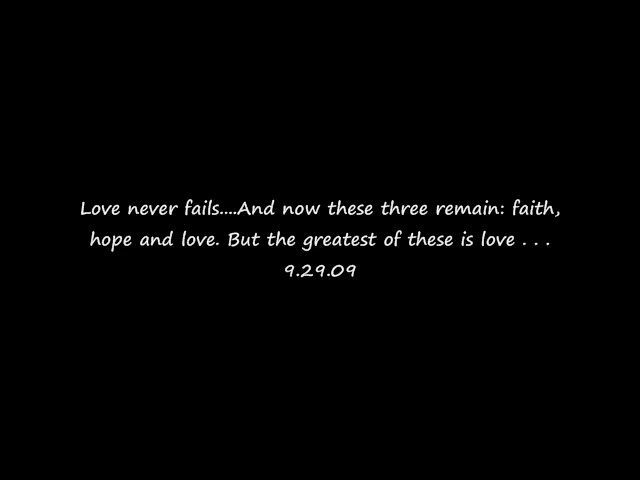 Love never fails....And now these three remain: faith,
hope and love. But the greatest of these is love . . .
9.29.09